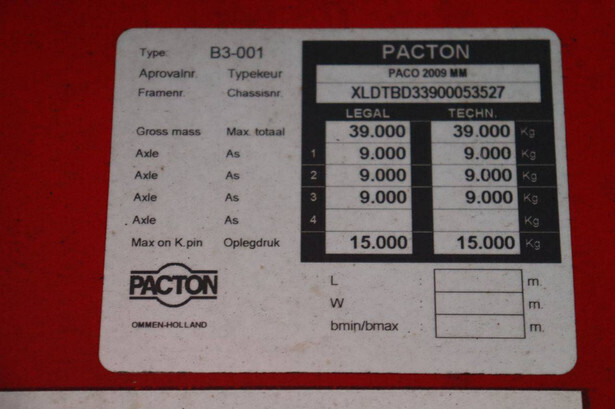 Type: B3-001 PACTON
Aprovalnr. Typekeur PACO 2009 MM
Framenr. Chassisnr. XLDTBD33900053527
LEGAL TECHN.
Gross mass Max. totaal 39.000 39.000 Kg
Axle As 1 9.000 9.000 Kg
Axle As 2 9.000 9.000 Kg
Axle As 3 9.000 9.000 Kg
Axle As 4 Kg
Max on K.pin Oplegdruk 15.000 15.000 Kg
PACTON
OMMEN-HOLLAND
L m.
W m.
bmin/bmax m.